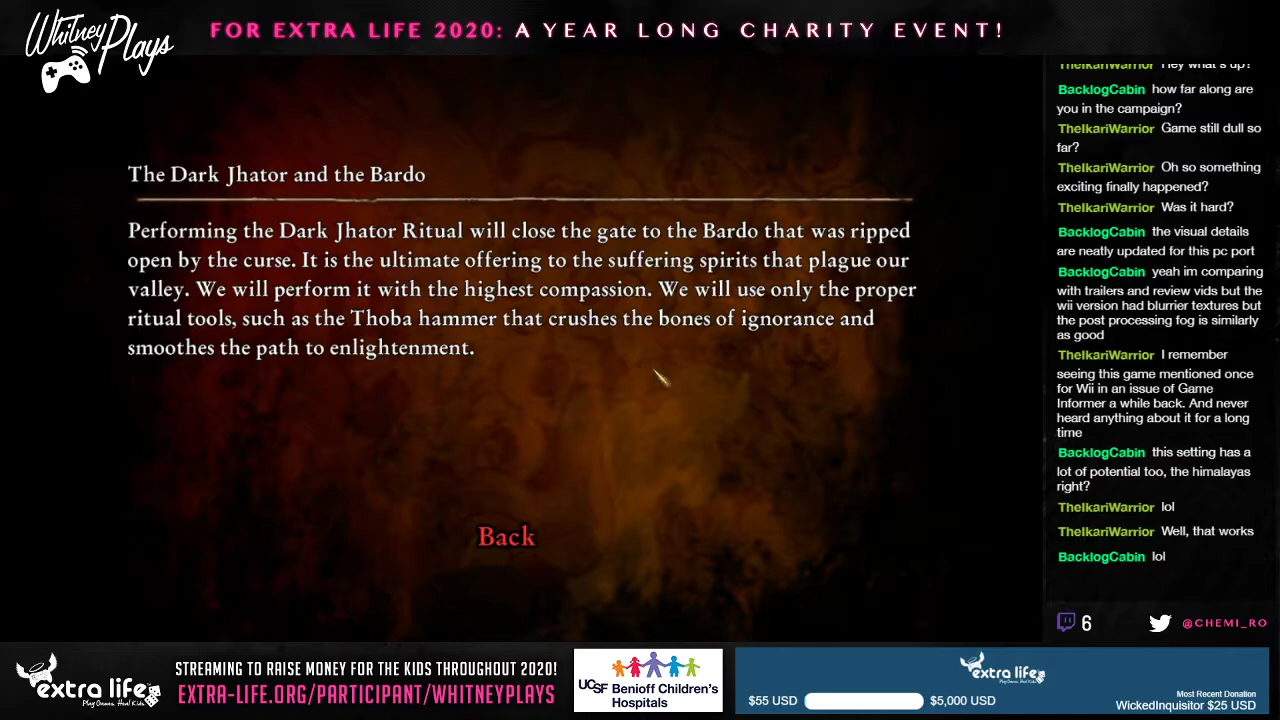 Whitney Plays
FOR EXTRA LIFE 2020: A YEAR LONG CHARITY EVENT!
The Dark Jhator and the Bardo
Performing the Dark Jhator Ritual will close the gate to the Bardo that was ripped
open by the curse. It is the ultimate offering to the suffering spirits that plague our
valley. We will perform it with the highest compassion. We will use only the proper
ritual tools, such as the Thoba hammer that crushes the bones of ignorance and
smoothes the path to enlightenment.
Back
TheIkariWarrior Hey what's up?
BacklogCabin how far along are
you in the campaign?
TheIkariWarrior Game still dull so
far?
TheIkariWarrior Oh so something
exciting finally happened?
TheIkariWarrior Was it hard?
BacklogCabin the visual details
are neatly updated for this pc port
BacklogCabin yeah im comparing
with trailers and review vids but the
wii version had blurrier textures but
the post processing fog is similarly
as good
TheIkariWarrior I remember
seeing this game mentioned once
for Wii in an issue of Game
Informer a while back. And never
heard anything about it for a long
time
BacklogCabin this setting has a
lot of potential too, the himalayas
right?
TheIkariWarrior lol
TheIkariWarrior Well, that works
BacklogCabin lol
6
@CHEMI_RO
extra life
Play Games. Heal Kids.
STREAMING TO RAISE MONEY FOR THE KIDS THROUGHOUT 2020!
EXTRA-LIFE.ORG/PARTICIPANT/WHITNEYPLAYS
UCSF Benioff Children's
Hospitals
extra life
Play Games. Heal Kids.
$55 USD
$5,000 USD
Most Recent Donation
WickedInquisitor $25 USD